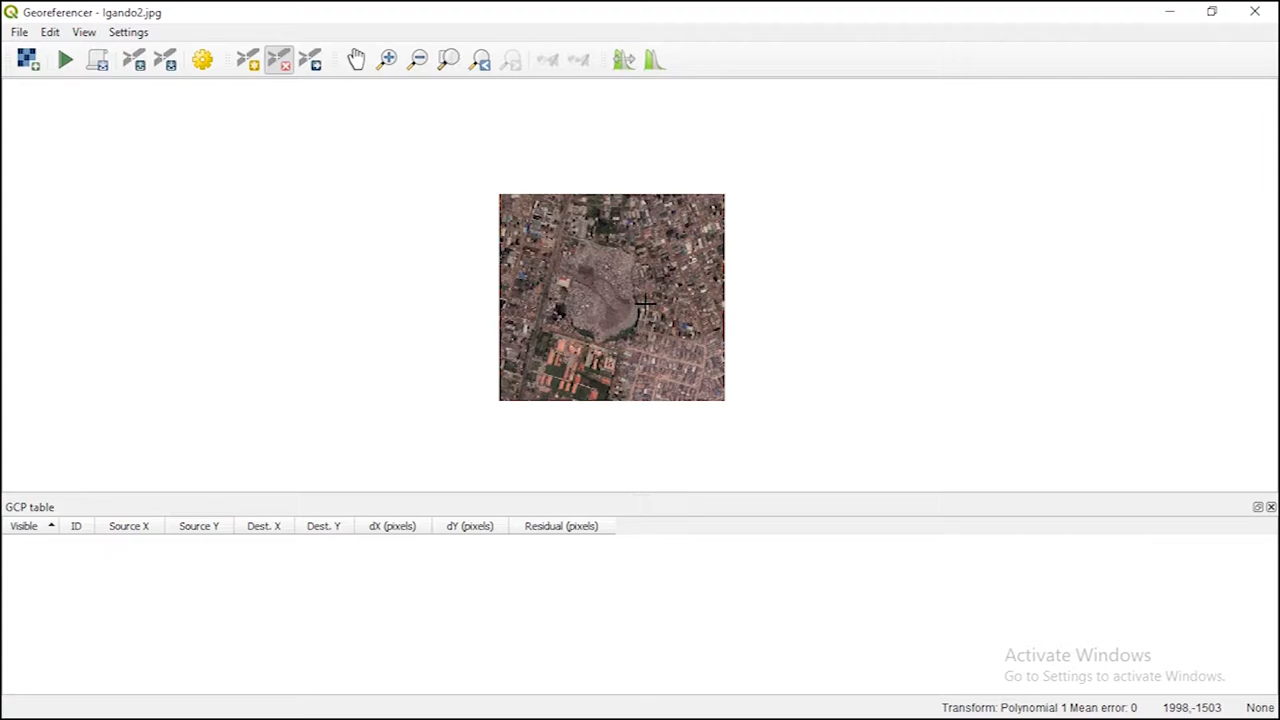 Georeferencer - Igando2.jpg
File Edit View Settings
GCP table
Visible ID Source X Source Y Dest. X Dest. Y dX (pixels) dY (pixels) Residual (pixels)
Activate Windows
Go to Settings to activate Windows.
Transform: Polynomial 1 Mean error: 0 1998,-1503 None